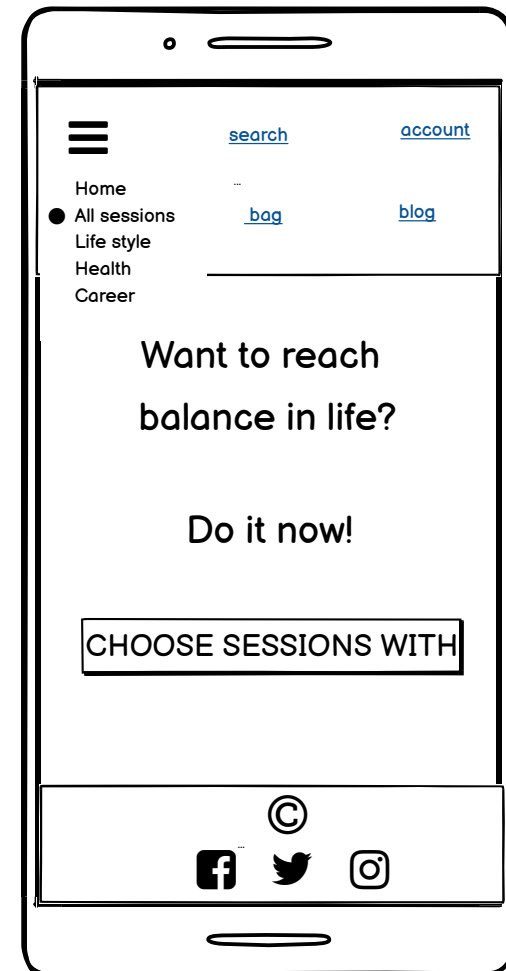 search
account
Home
...
All sessions
bag
blog
Life style
Health
Career
Want to reach
balance in life?
Do it now!
CHOOSE SESSIONS WITH
©
...